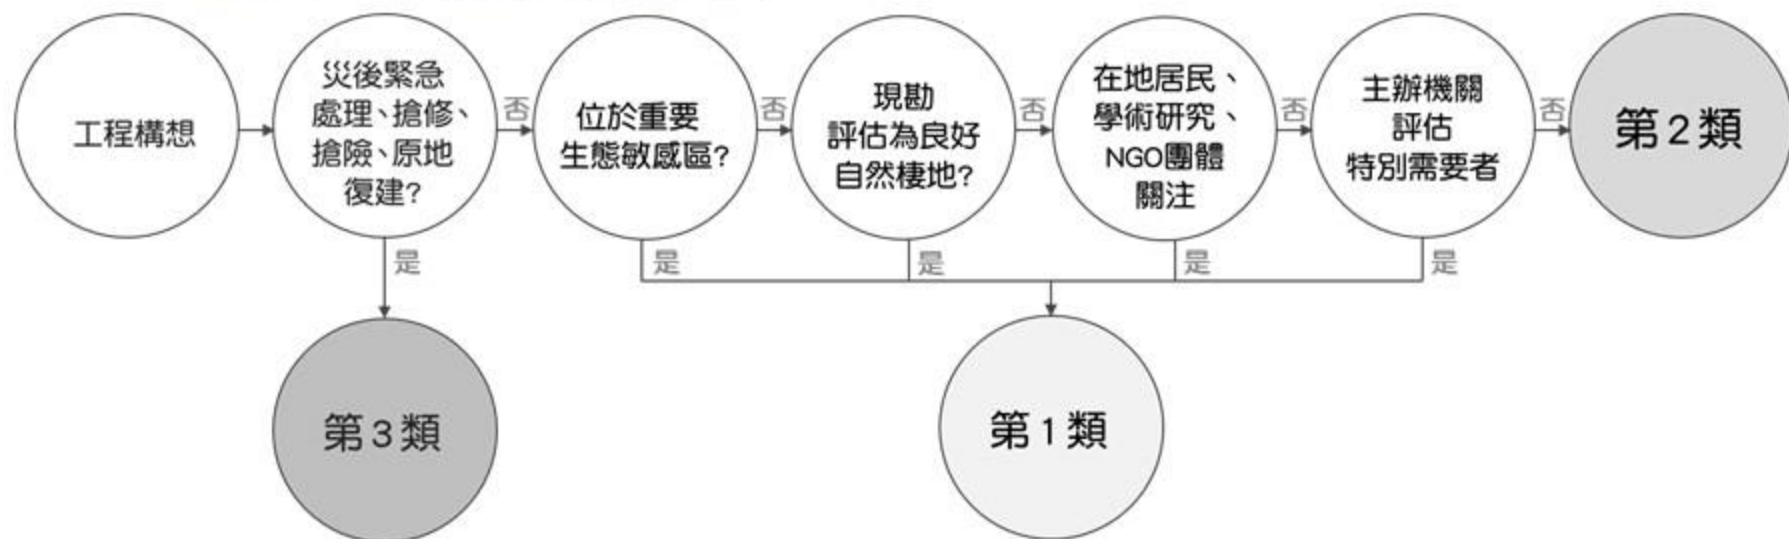 工程構想
災後緊急
處理、搶修、
搶險、原地
復建?
否
位於重要
生態敏感區?
否
現勘
評估為良好
自然棲地?
否
在地居民、
學術研究、
NGO團體
關注
否
主辦機關
評估
特別需要者
否
第2類
是
是
是
是
是
第3類
第1類